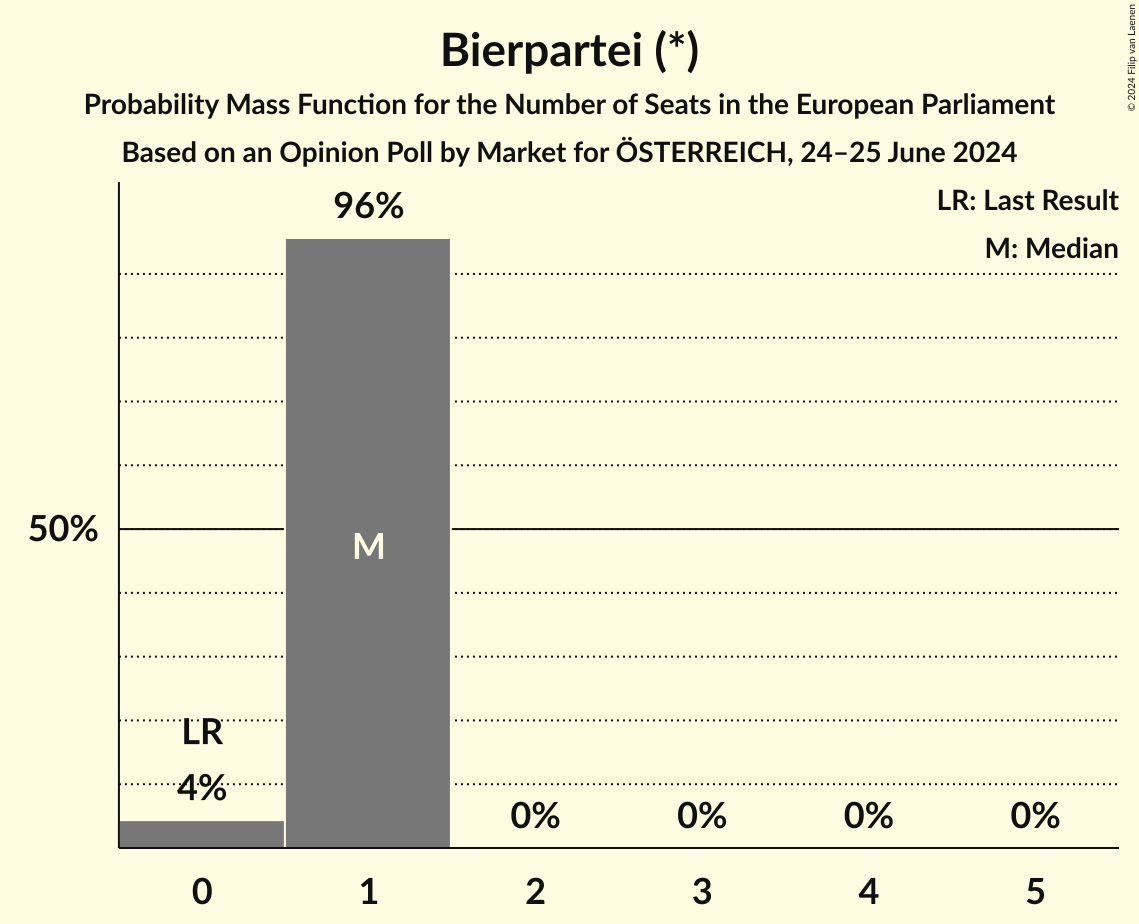 Bierpartei (*)
Probability Mass Function for the Number of Seats in the European Parliament
Based on an Opinion Poll by Market for ÖSTERREICH, 24–25 June 2024
© 2024 Filip van Laenen
LR: Last Result
M: Median
96%
50%
M
LR
4%
0%
0%
0%
0%
0
1
2
3
4
5